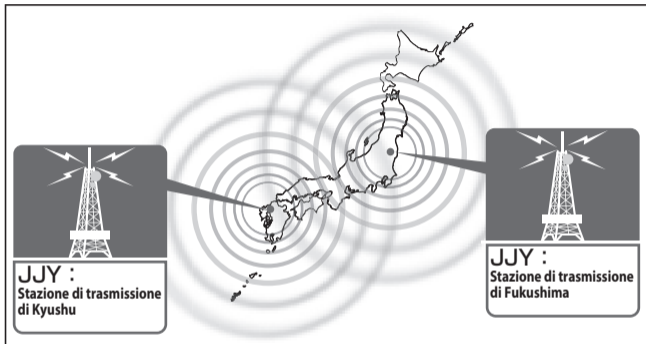 JJY :
Stazione di trasmissione
di Kyushu
JJY :
Stazione di trasmissione
di Fukushima